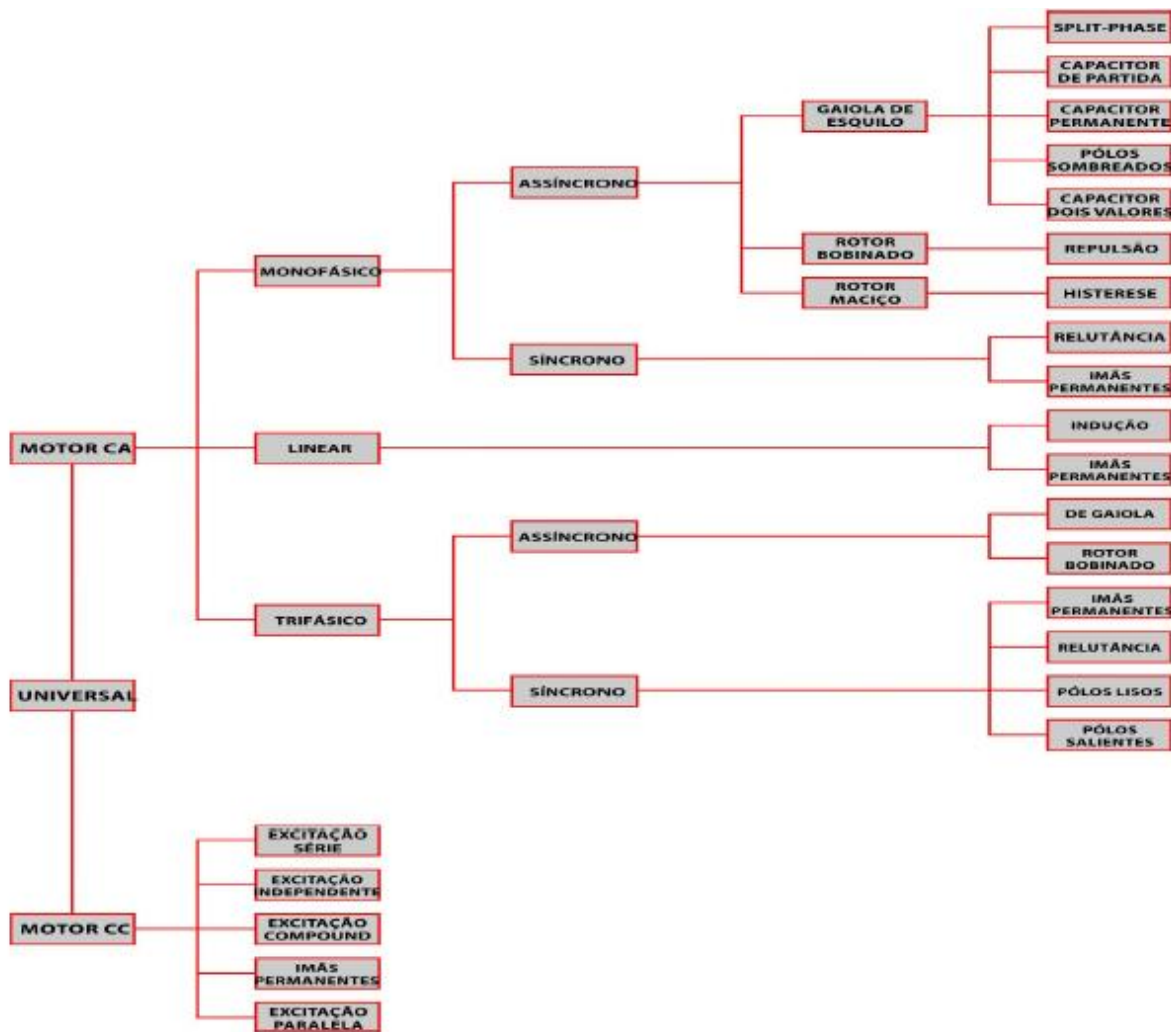 SPLIT-PHASE
CAPACITOR
DE PARTIDA
GAIOLA DE
ESQUILO
CAPACITOR
PERMANENTE
PÓLOS
SOMBREADOS
ASSÍNCRONO
CAPACITOR
DOIS VALORES
ROTOR
BOBINADO
REPULSÃO
MONOFÁSICO
ROTOR
MACIÇO
HISTERESE
RELUTÂNCIA
SÍNCRONO
IMÃS
PERMANENTES
INDUÇÃO
MOTOR CA
LINEAR
IMÃS
PERMANENTES
DE GAIOLA
ASSÍNCRONO
ROTOR
BOBINADO
IMÃS
PERMANENTES
TRIFÁSICO
RELUTÂNCIA
UNIVERSAL
SÍNCRONO
PÓLOS LISOS
PÓLOS
SALIENTES
EXCITAÇÃO
SÉRIE
EXCITAÇÃO
INDEPENDENTE
MOTOR CC
EXCITAÇÃO
COMPOUND
IMÃS
PERMANENTES
EXCITAÇÃO
PARALELA